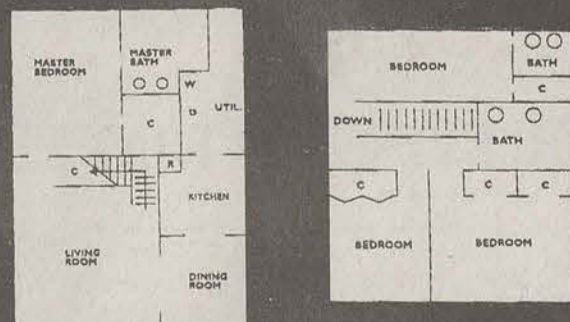 MASTER
BEDROOM
MASTER
BATH
W
D
UTIL.
C
C
R
KITCHEN
LIVING
ROOM
DINING
ROOM
BEDROOM
BATH
C
DOWN
BATH
C
C
C
BEDROOM
BEDROOM